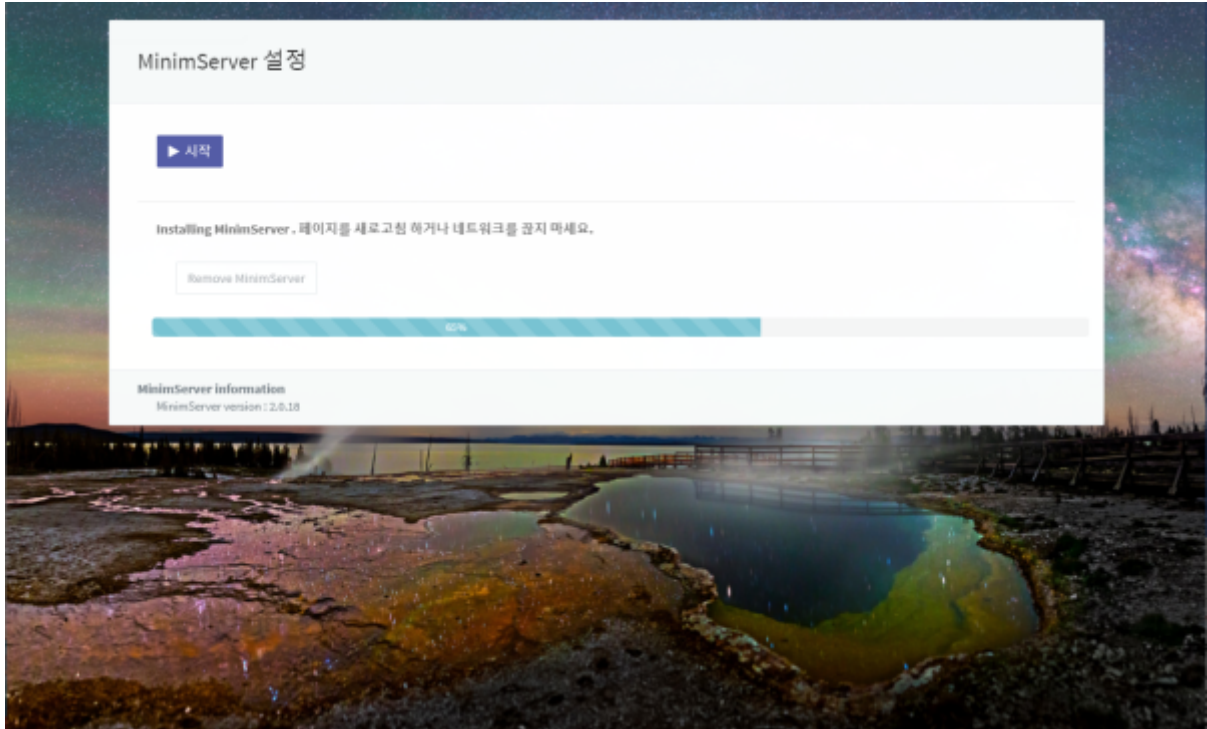 MinimServer 설정
▶ 시작
Installing MinimServer. 페이지를 새로고침 하거나 네트워크를 끊지 마세요.
Remove MinimServer
65%
MinimServer information
MinimServer version : 2.0.18